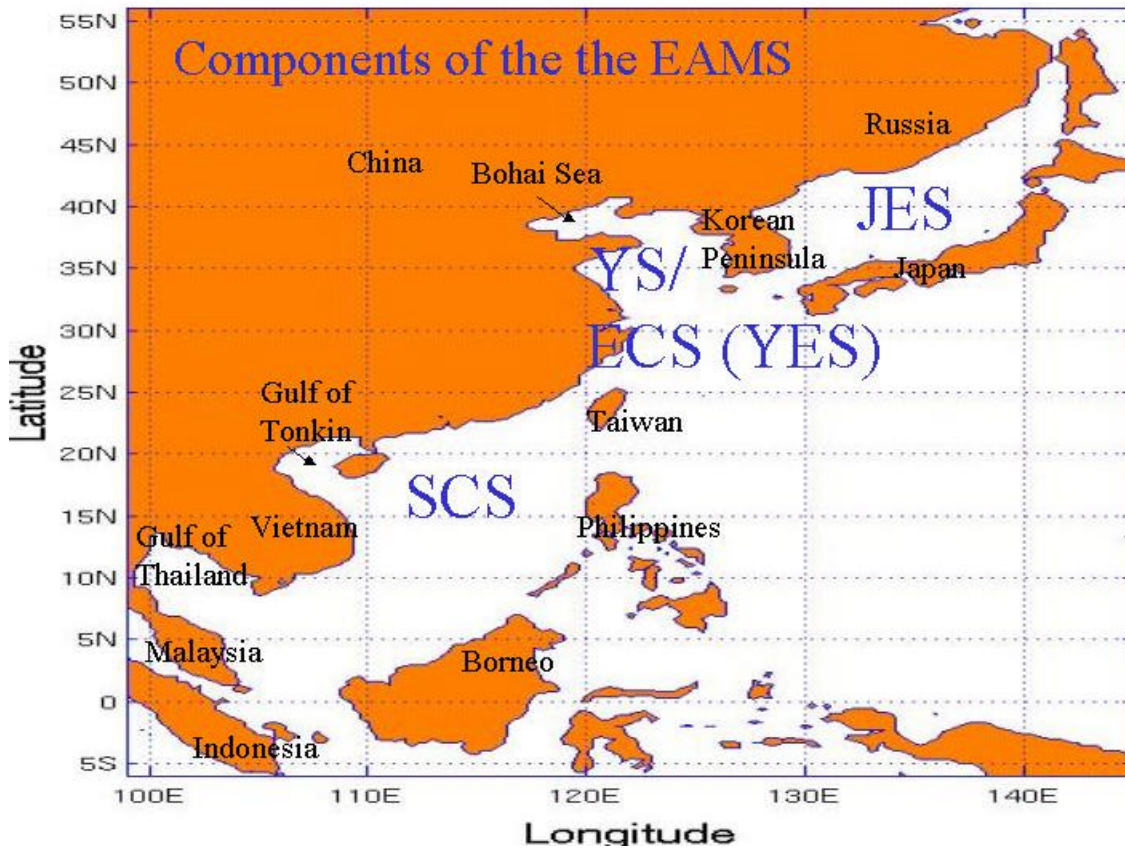 Components of the the EAMS
55N
50N
45N
40N
35N
30N
25N
20N
15N
10N
5N
0
5S
Latitude
Russia
China
Bohai Sea
JES
Korean
Peninsula
YS/
Japan
ECS (YES)
Gulf of
Tonkin
Taiwan
SCS
Vietnam
Philippines
Gulf of
Thailand
Malaysia
Borneo
Indonesia
100E
110E
120E
130E
140E
Longitude